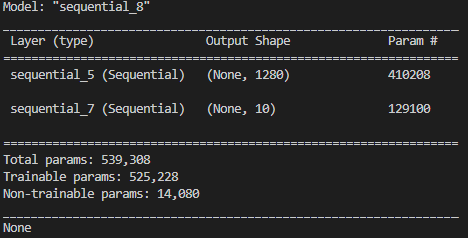 Model: "sequential_8"
_________________________________________________________________
Layer (type) Output Shape Param #
=================================================================
sequential_5 (Sequential) (None, 1280) 410208
sequential_7 (Sequential) (None, 10) 129100
=================================================================
Total params: 539,308
Trainable params: 525,228
Non-trainable params: 14,080
_________________________________________________________________
None